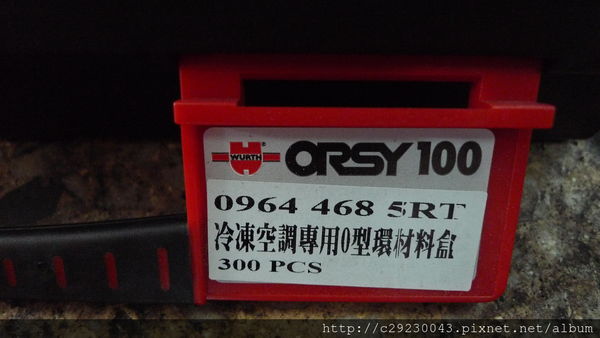 WURTH ORSY 100
0964 468 5RT
冷凍空調專用O型環材料盒
300 PCS
http://c29230043.pixnet.net/album